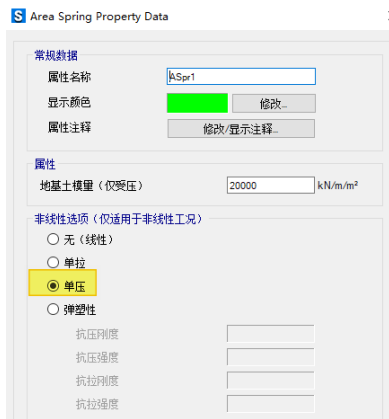 S Area Spring Property Data
常规数据
属性名称 ASpr1
显示颜色 修改...
属性注释 修改/显示注释...
属性
地基土模量（仅受压） 20000 kN/m/m²
非线性选项（仅适用于非线性工况）
无（线性）
单拉
单压
弹塑性
抗压刚度
抗压强度
抗拉刚度
抗拉强度